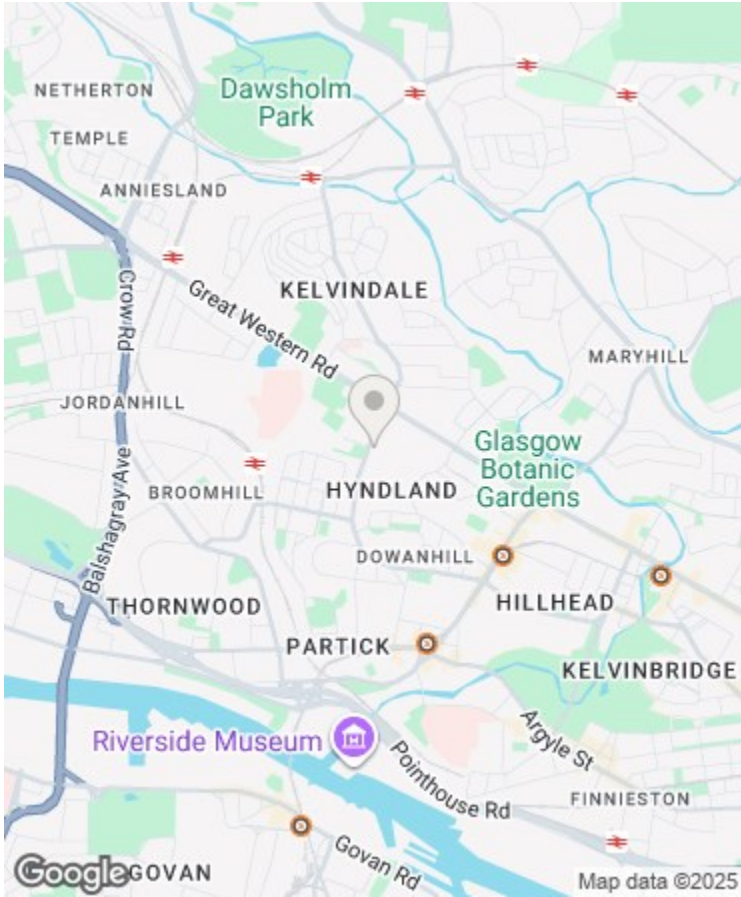 NETHERTON
Dawsholm
Park
TEMPLE
ANNIESLAND
Crow Rd
KELVINDALE
Great Western Rd
MARYHILL
JORDANHILL
Glasgow
Botanic
Gardens
BROOMHILL
HYNDLAND
Balshagray Ave
DOWANHILL
THORNWOOD
HILLHEAD
PARTICK
KELVINBRIDGE
Riverside Museum
Argyle St
Pointhouse Rd
FINNIESTON
Govan Rd
Google
GOVAN
Map data ©2025